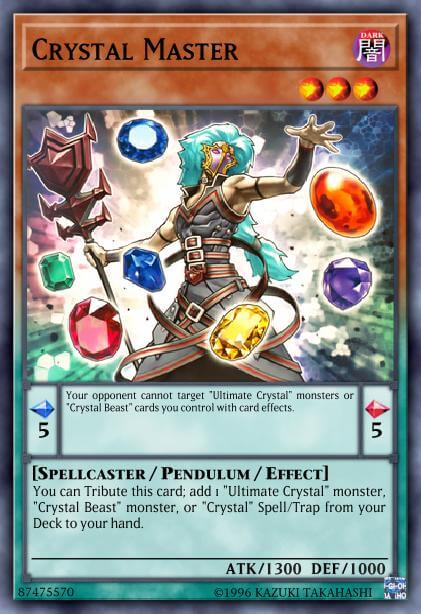 CRYSTAL MASTER
DARK
闇
5
Your opponent cannot target "Ultimate Crystal" monsters or
"Crystal Beast" cards you control with card effects.
5
[SPELLCASTER / PENDULUM / EFFECT]
You can Tribute this card; add 1 "Ultimate Crystal" monster,
"Crystal Beast" monster, or "Crystal" Spell/Trap from your
Deck to your hand.
ATK/1300 DEF/1000
87475570
©1996 KAZUKI TAKAHASHI